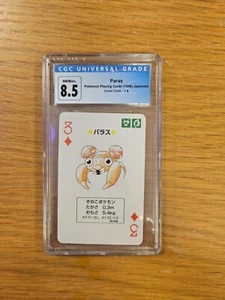 CGC UNIVERSAL GRADE
NM/Mint+
8.5
Paras
Pokémon Playing Cards (1996) Japanese
3
パラス
きのこポケモン
たかさ 0.3m
おもさ 5.4kg
3